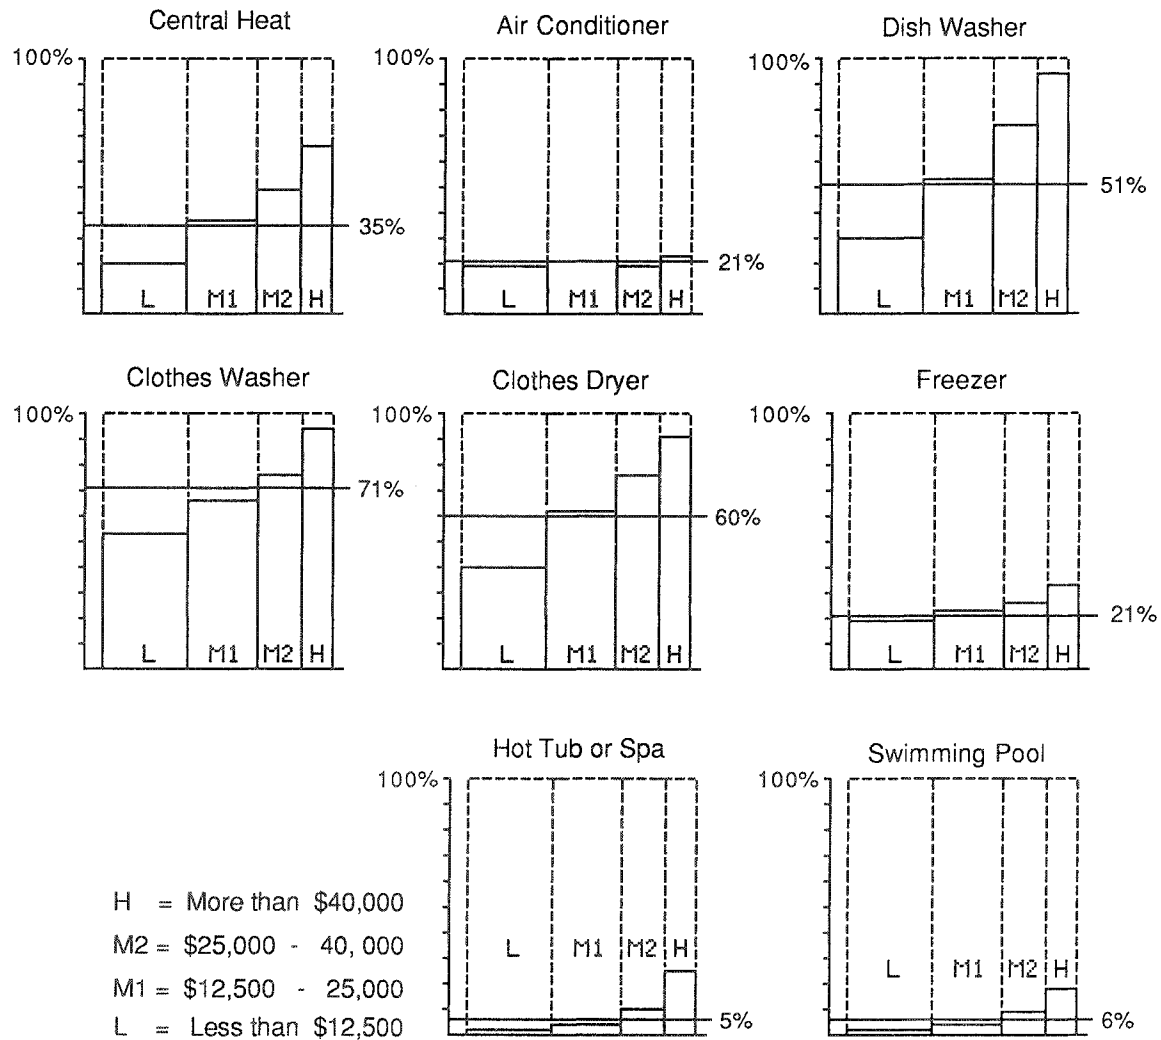 Central Heat
Air Conditioner
Dish Washer
100%
35%
L M1 M2 H
100%
21%
L M1 M2 H
100%
51%
L M1 M2 H
Clothes Washer
Clothes Dryer
Freezer
100%
71%
L M1 M2 H
100%
60%
L M1 M2 H
100%
21%
L M1 M2 H
Hot Tub or Spa
Swimming Pool
100%
L M1 M2 H
5%
100%
L M1 M2 H
6%
H = More than $40,000
M2 = $25,000 - 40,000
M1 = $12,500 - 25,000
L = Less than $12,500